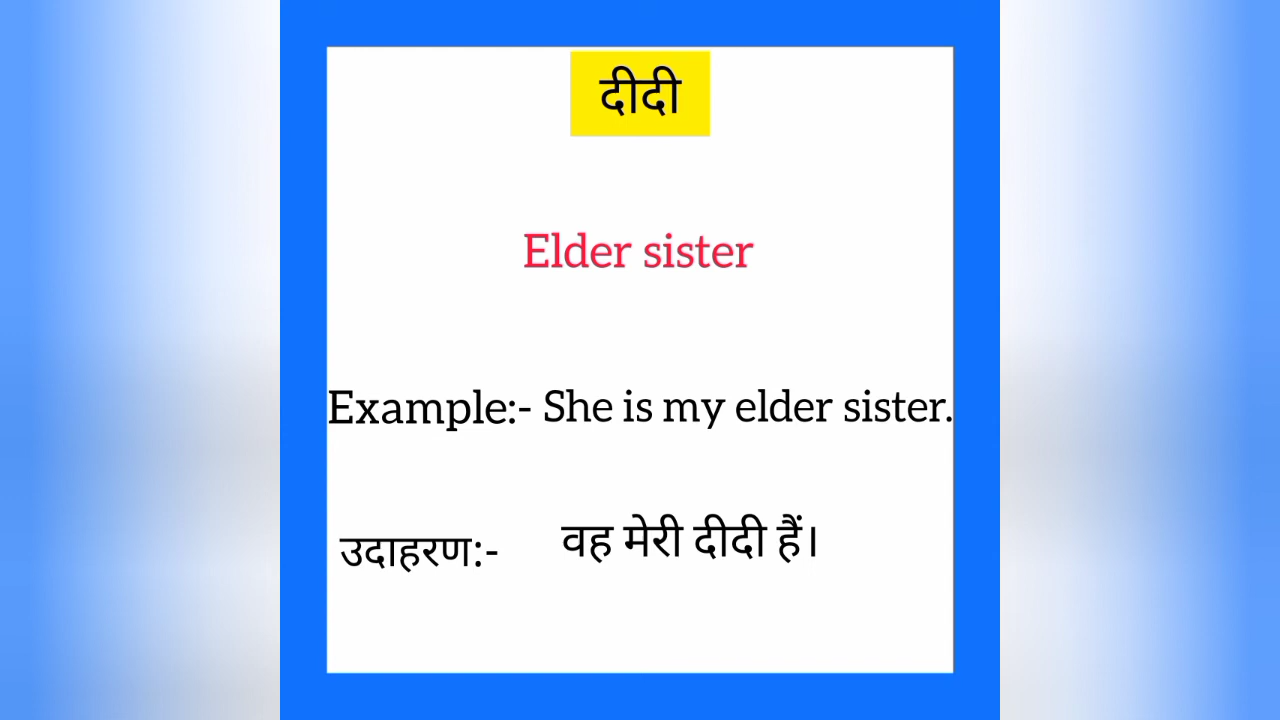 दीदी
Elder sister
Example:- She is my elder sister.
उदाहरण:- वह मेरी दीदी हैं।